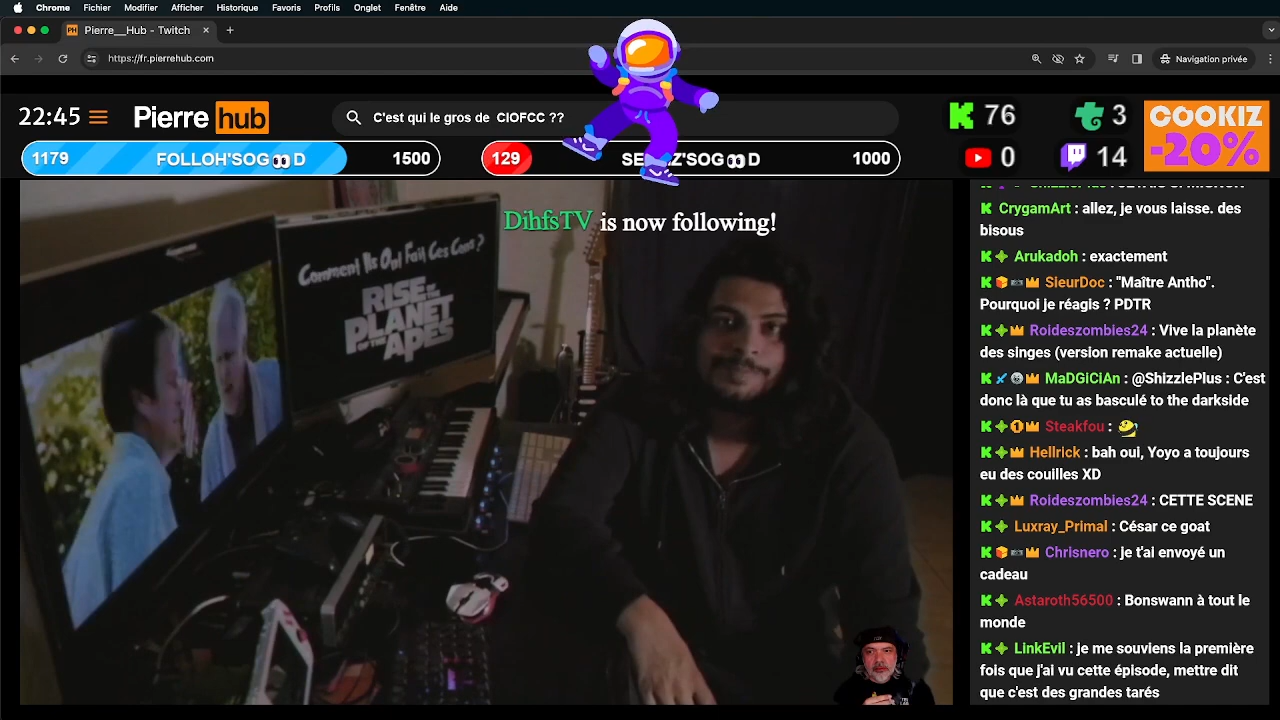 Chrome Fichier Modifier Afficher Historique Favoris Profils Onglet Fenêtre Aide
PH Pierre__Hub - Twitch
https://fr.pierrehub.com
Navigation privée
22:45
Pierre hub
C'est qui le gros de CIOFCC ??
K 76
3
0
14
COOKIZ
-20%
1179 FOLLOH'SOG👀D 1500
129
1000
DihfsTV is now following!
Comment Ils Ont Fait Ces Cons ?
RISE OF THE
PLANET
OF THE APES
CrygamArt : allez, je vous laisse. des
bisous
Arukadoh : exactement
SieurDoc : "Maître Antho".
Pourquoi je réagis ? PDTR
Roideszombies24 : Vive la planète
des singes (version remake actuelle)
MaDGiCiAn : @ShizzlePlus : C'est
donc là que tu as basculé to the darkside
Steakfou :
Hellrick : bah oui, Yoyo a toujours
eu des couilles XD
Roideszombies24 : CETTE SCENE
Luxray_Primal : César ce goat
Chrisnero : je t'ai envoyé un
cadeau
Astaroth56500 : Bonswann à tout le
monde
LinkEvil : je me souviens la première
fois que j'ai vu cette épisode, mettre dit
que c'est des grandes tarés